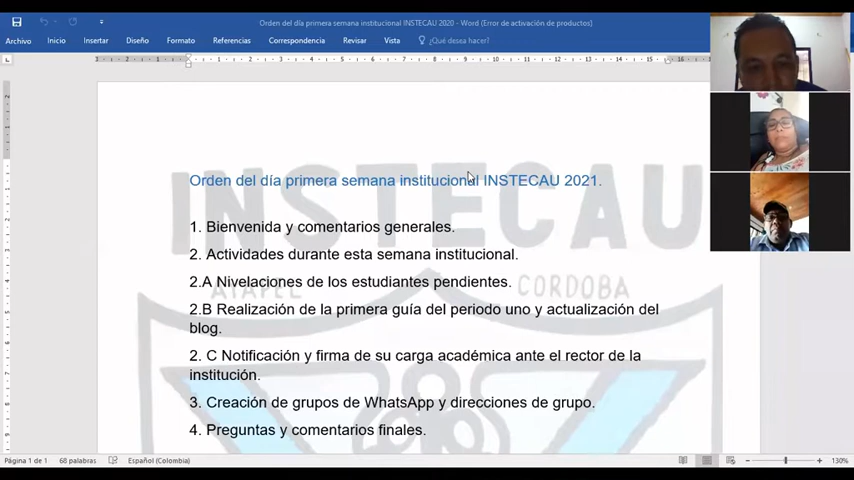 Orden del día primera semana institucional INSTECAU 2020 - Word (Error de activación de productos)
Archivo Inicio Insertar Diseño Formato Referencias Correspondencia Revisar Vista ¿Qué desea hacer?
INSTECAU
Orden del día primera semana institucional INSTECAU 2021.
1. Bienvenida y comentarios generales.
2. Actividades durante esta semana institucional.
2.A Nivelaciones de los estudiantes pendientes.
AYAPEL CORDOBA
2.B Realización de la primera guía del periodo uno y actualización del
blog.
2. C Notificación y firma de su carga académica ante el rector de la
institución.
3. Creación de grupos de WhatsApp y direcciones de grupo.
4. Preguntas y comentarios finales.
Página 1 de 1 68 palabras Español (Colombia) 130%